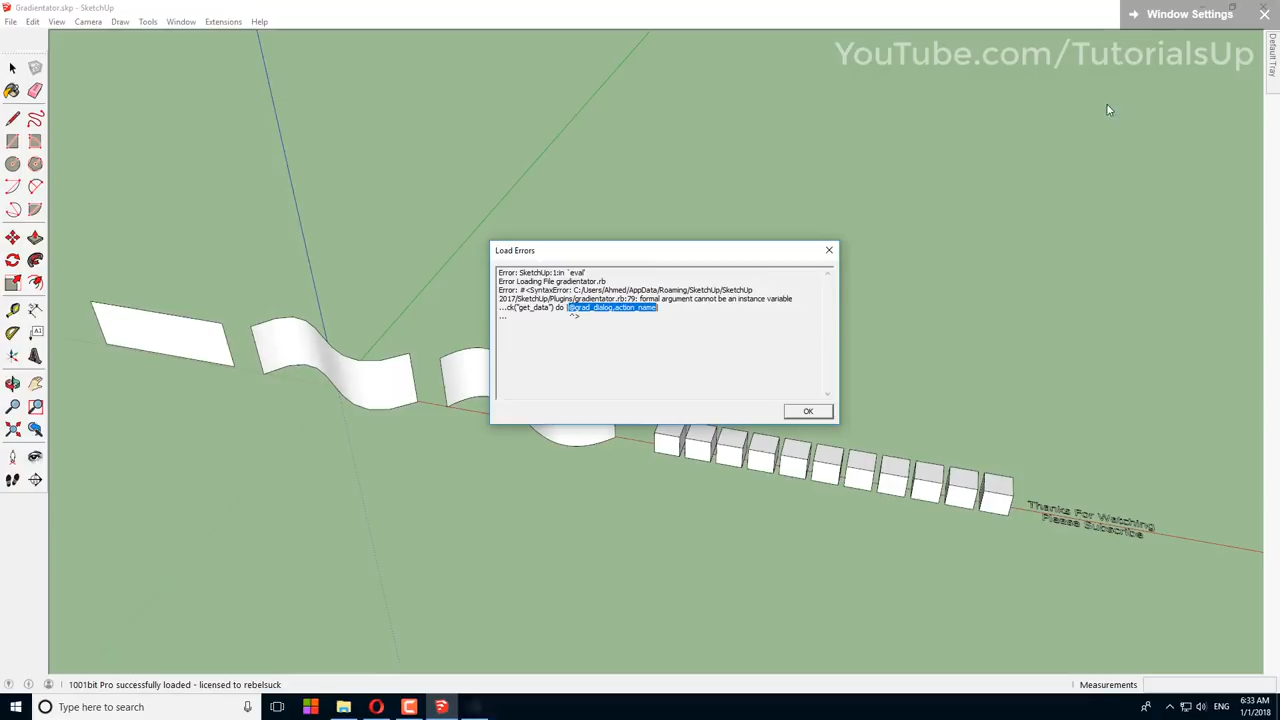 Gradientator.skp - SketchUp
Window Settings
File Edit View Camera Draw Tools Window Extensions Help
YouTube.com/TutorialsUp
Default Tray
Load Errors
Error: SketchUp:1:in `eval'
Error Loading File gradientator.rb
Error: #<SyntaxError: C:/Users/Ahmed/AppData/Roaming/SketchUp/SketchUp
2017/SketchUp/Plugins/gradientator.rb:79: formal argument cannot be an instance variable
...ck("get_data") do |@grad_dialog,action_name|
... ^>
OK
Thanks For Watching
Please Subscribe
1001bit Pro successfully loaded - licensed to rebelsuck
Measurements
Type here to search
ENG
6:33 AM
1/1/2018